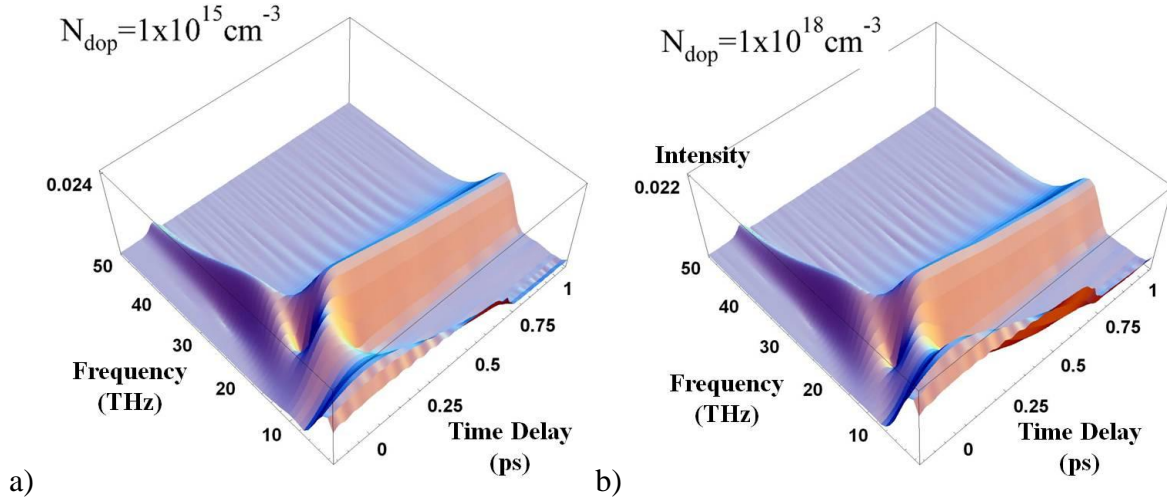 N_dop=1x10^15cm^-3
0.024
50
40
30
20
10
Frequency
(THz)
0
0.25
0.5
0.75
1
Time Delay
(ps)
a)
N_dop=1x10^18cm^-3
Intensity
0.022
50
40
30
20
10
Frequency
(THz)
0
0.25
0.5
0.75
1
Time Delay
(ps)
b)